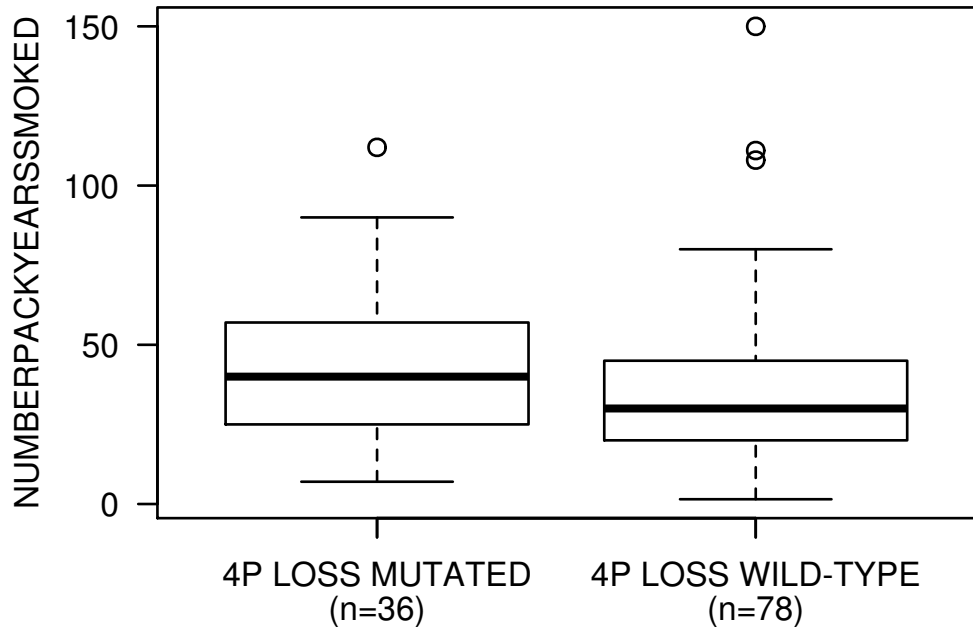 NUMBERPACKYEARSSMOKED
150
100
50
0
4P LOSS MUTATED
(n=36)
4P LOSS WILD-TYPE
(n=78)